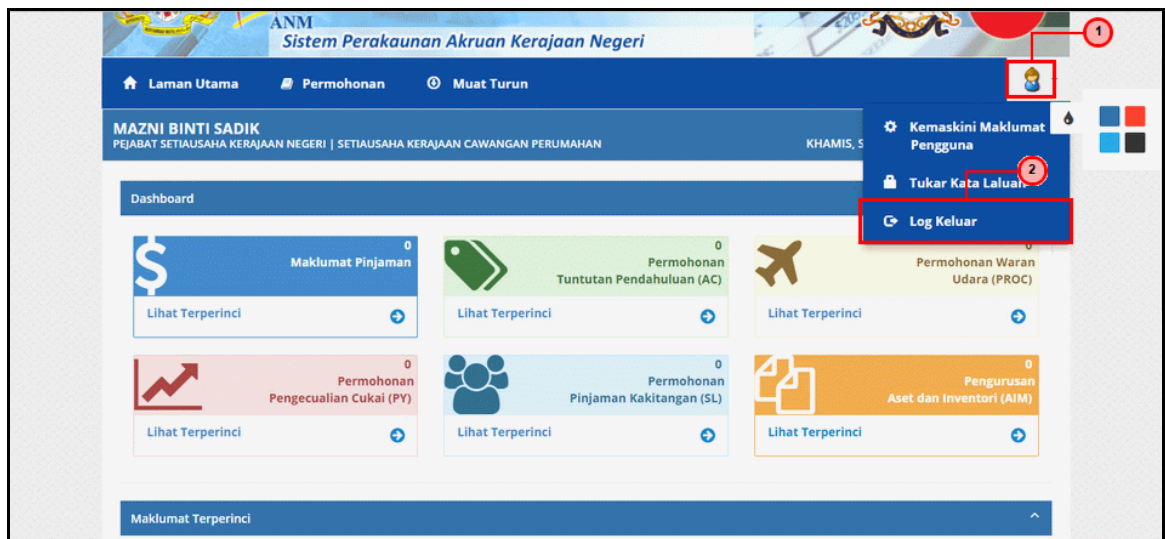 ANM
Sistem Perakaunan Akruan Kerajaan Negeri
1
Laman Utama
Permohonan
Muat Turun
MAZNI BINTI SADIK
PEJABAT SETIAUSAHA KERAJAAN NEGERI | SETIAUSAHA KERAJAAN CAWANGAN PERUMAHAN
KHAMIS, S
Kemaskini Maklumat
Pengguna
2
Tukar Kata Laluan
Log Keluar
Dashboard
0
Maklumat Pinjaman
Lihat Terperinci
0
Permohonan
Tuntutan Pendahuluan (AC)
Lihat Terperinci
0
Permohonan Waran
Udara (PROC)
Lihat Terperinci
0
Permohonan
Pengecualian Cukai (PY)
Lihat Terperinci
0
Permohonan
Pinjaman Kakitangan (SL)
Lihat Terperinci
0
Pengurusan
Aset dan Inventori (AIM)
Lihat Terperinci
Maklumat Terperinci